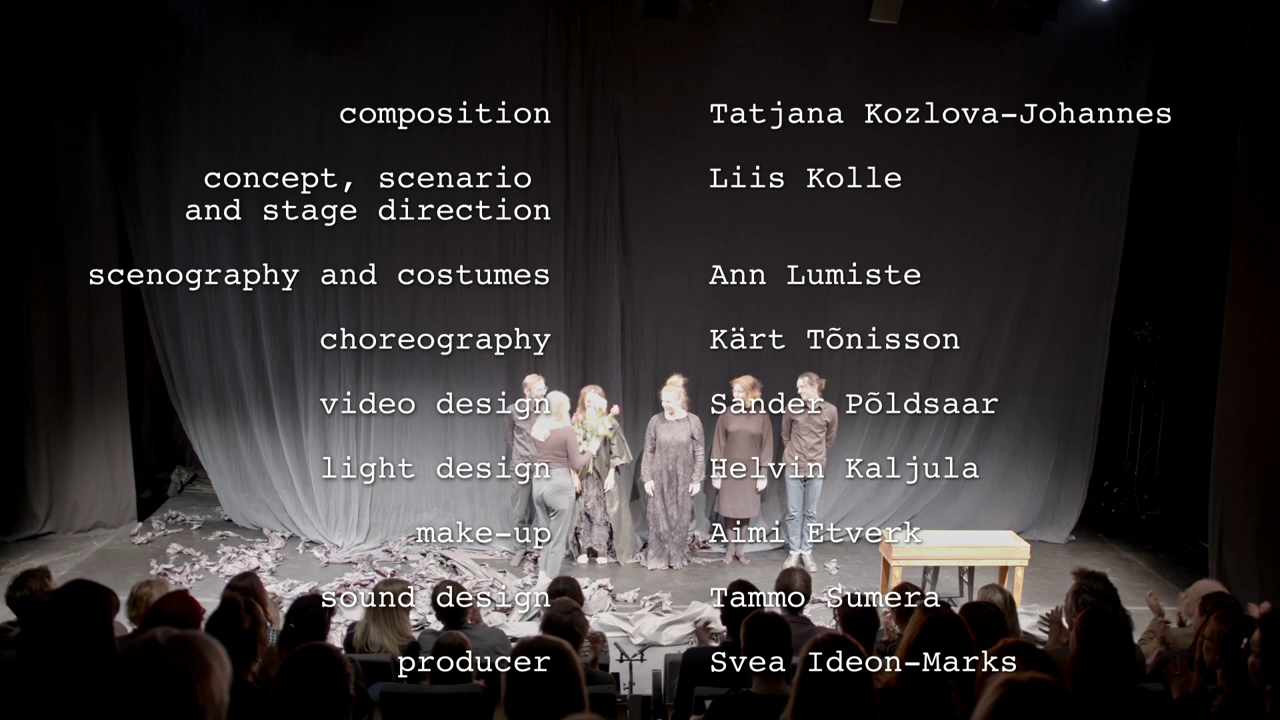 composition Tatjana Kozlova-Johannes
concept, scenario Liis Kolle
and stage direction
scenography and costumes Ann Lumiste
choreography Kärt Tõnisson
video design Sander Põldsaar
light design Helvin Kaljula
make-up Aimi Etverk
sound design Tammo Sumera
producer Svea Ideon-Marks